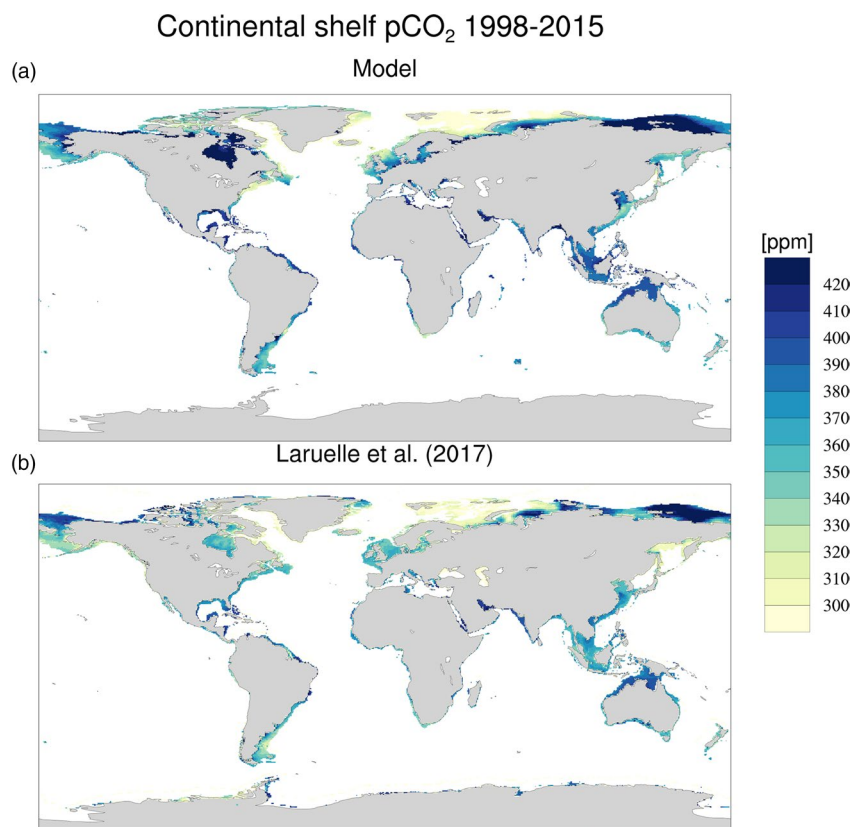 Continental shelf pCO₂ 1998-2015
(a)
Model
[ppm]
420
410
400
390
380
370
360
350
340
330
320
310
300
(b)
Laruelle et al. (2017)